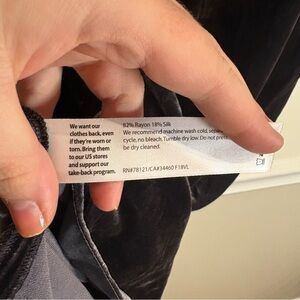 We want our
clothes back, even
if they're worn or
torn. Bring them
to our US stores
and support our
take-back program.
82% Rayon 18% Silk
We recommend machine wash cold,
cycle, no bleach. Tumble dry low. Do not press
be dry cleaned.
RN#78121/CA#34460 F18VL